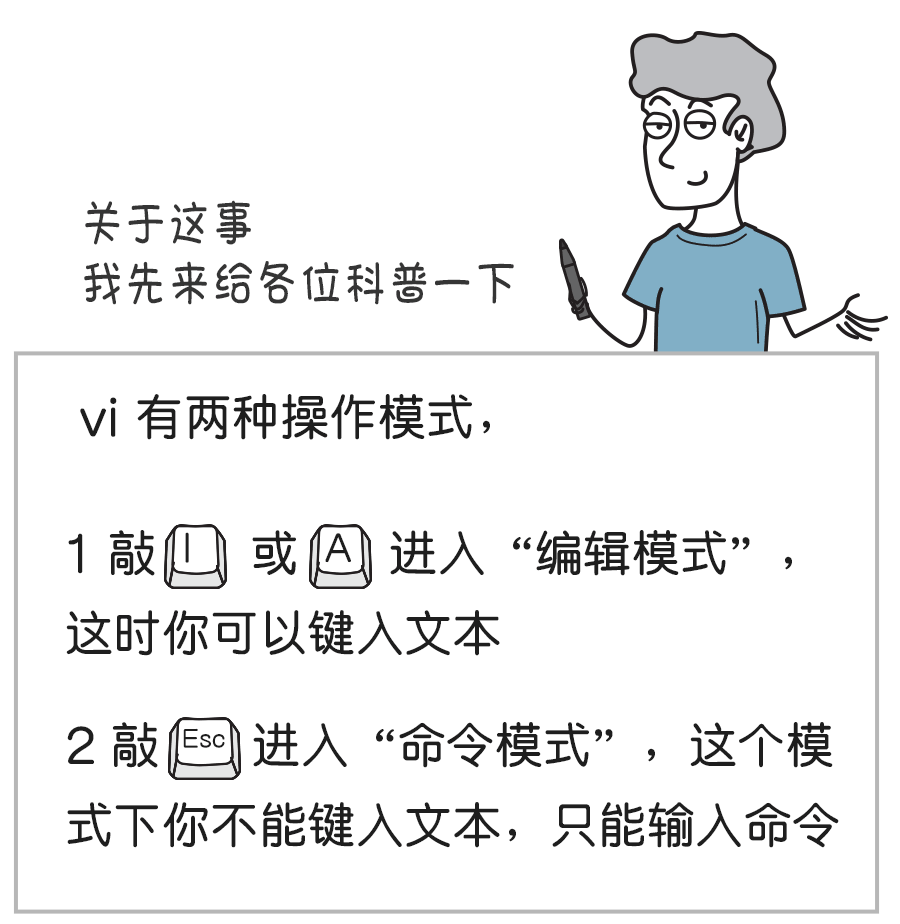 关于这事
我先来给各位科普一下
vi 有两种操作模式，
1 敲 I 或 A 进入“编辑模式”，
这时你可以键入文本
2 敲 Esc 进入“命令模式”，这个模
式下你不能键入文本，只能输入命令